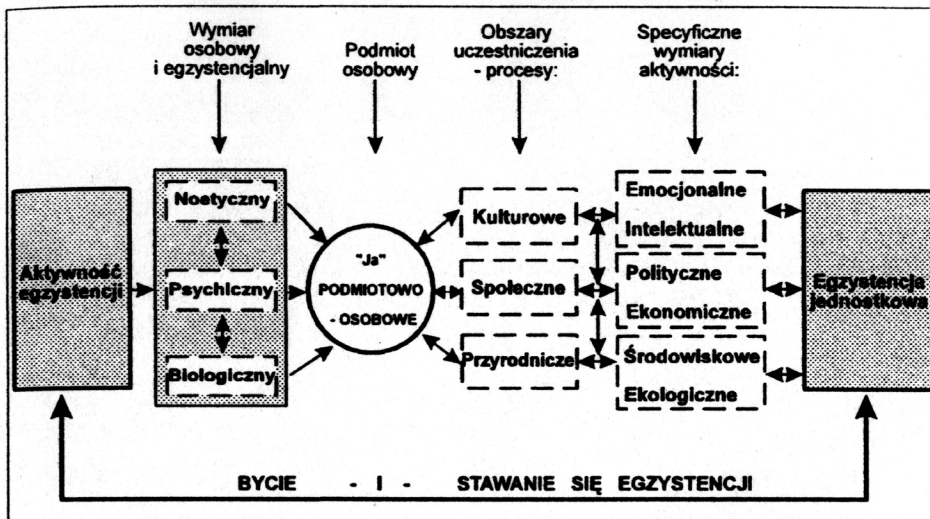 Wymiar
osobowy
i egzystencjalny
Podmiot
osobowy
Obszary
uczestniczenia
- procesy:
Specyficzne
wymiary
aktywności:
Aktywność
egzystencji
Noetyczny
Psychiczny
Biologiczny
"Ja"
PODMIOTOWO
- OSOBOWE
Kulturowe
Społeczne
Przyrodnicze
Emocjonalne
Intelektualne
Polityczne
Ekonomiczne
Środowiskowe
Ekologiczne
Egzystencja
jednostkowa
BYCIE - I - STAWANIE SIĘ EGZYSTENCJI